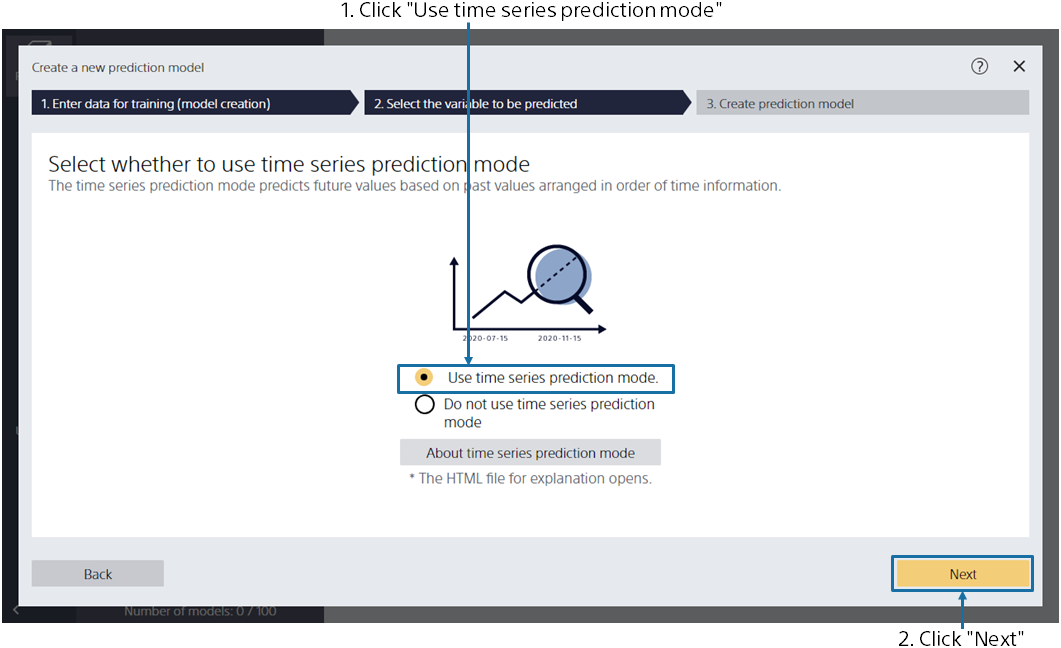 1. Click "Use time series prediction mode"
Create a new prediction model
?
1. Enter data for training (model creation)
2. Select the variable to be predicted
3. Create prediction model
Select whether to use time series prediction mode
The time series prediction mode predicts future values based on past values arranged in order of time information.
2020-07-15
2020-11-15
Use time series prediction mode.
Do not use time series prediction
mode
About time series prediction mode
* The HTML file for explanation opens.
Back
Next
Number of models: 0 / 100
2. Click "Next"